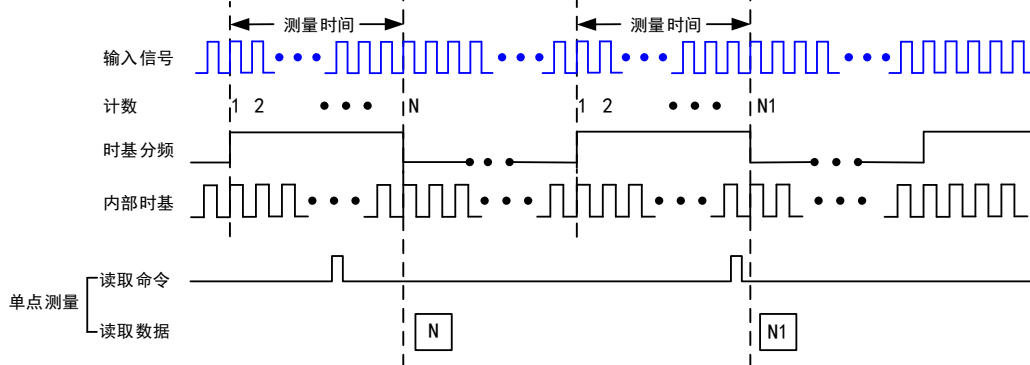 测量时间 测量时间
输入信号
计数 1 2 N 1 2 N1
时基分频
内部时基
读取命令
单点测量
读取数据 N N1